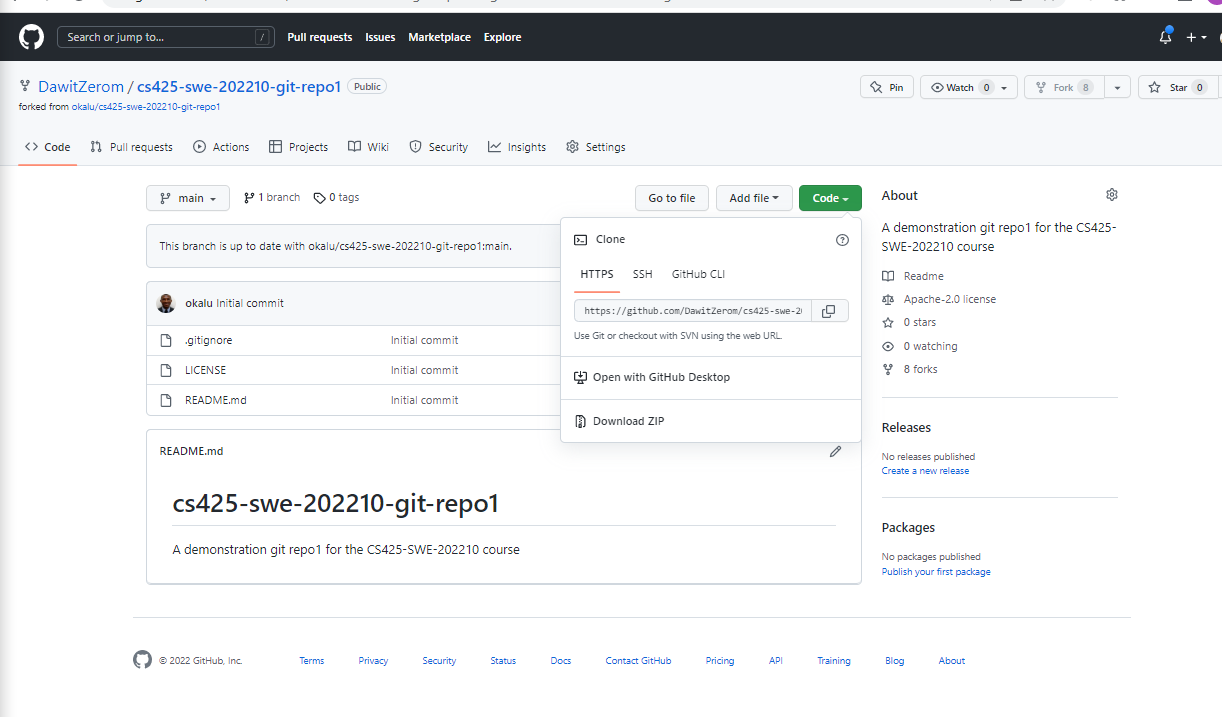 Search or jump to... /
Pull requests Issues Marketplace Explore
DawitZerom / cs425-swe-202210-git-repo1 Public
forked from okalu/cs425-swe-202210-git-repo1
Pin Watch 0 Fork 8 Star 0
Code Pull requests Actions Projects Wiki Security Insights Settings
main 1 branch 0 tags Go to file Add file Code
This branch is up to date with okalu/cs425-swe-202210-git-repo1:main.
okalu Initial commit
.gitignore Initial commit
LICENSE Initial commit
README.md Initial commit
Clone
HTTPS SSH GitHub CLI
https://github.com/DawitZerom/cs425-swe-2
Use Git or checkout with SVN using the web URL.
Open with GitHub Desktop
Download ZIP
README.md
cs425-swe-202210-git-repo1
A demonstration git repo1 for the CS425-SWE-202210 course
About
A demonstration git repo1 for the CS425-
SWE-202210 course
Readme
Apache-2.0 license
0 stars
0 watching
8 forks
Releases
No releases published
Create a new release
Packages
No packages published
Publish your first package
© 2022 GitHub, Inc. Terms Privacy Security Status Docs Contact GitHub Pricing API Training Blog About